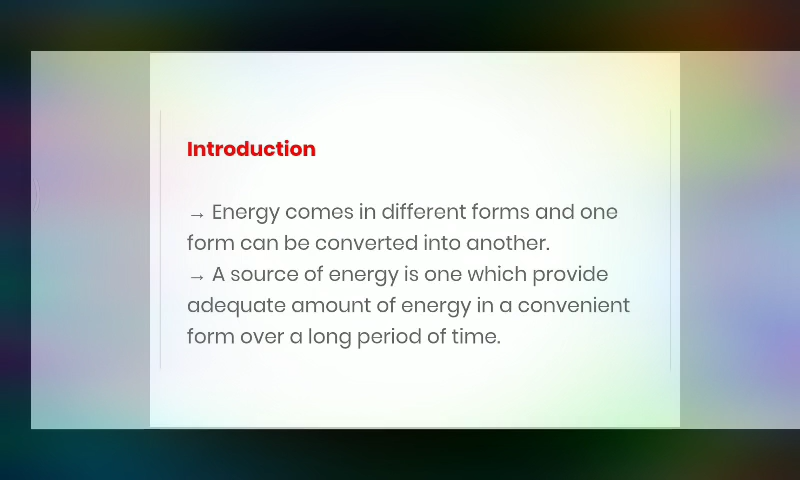 Introduction
→ Energy comes in different forms and one
form can be converted into another.
→ A source of energy is one which provide
adequate amount of energy in a convenient
form over a long period of time.